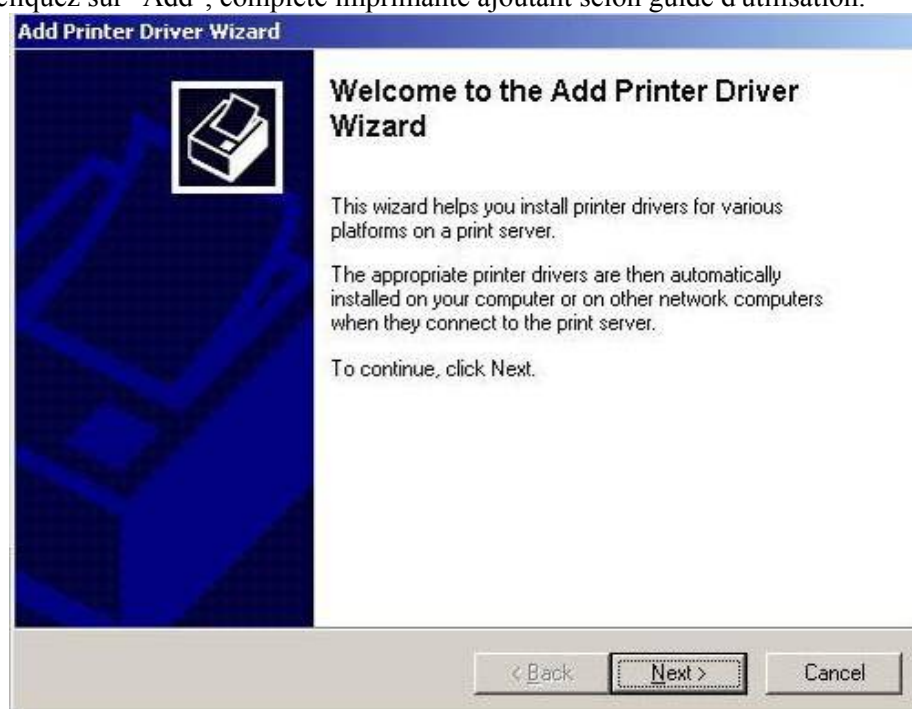 cliquez sur "Add", complète imprimante ajoutant selon guide d'utilisation.
Add Printer Driver Wizard
Welcome to the Add Printer Driver
Wizard
This wizard helps you install printer drivers for various
platforms on a print server.
The appropriate printer drivers are then automatically
installed on your computer or on other network computers
when they connect to the print server.
To continue, click Next.
< Back
Next >
Cancel